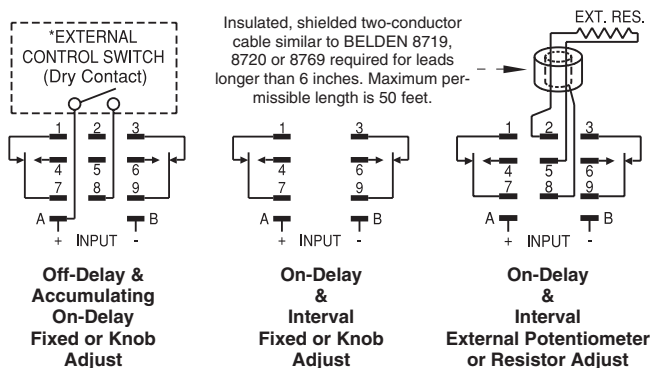 *EXTERNAL
CONTROL SWITCH
(Dry Contact)
1 2 3
4 5 6
7 8 9
A B
+ INPUT -
Off-Delay &
Accumulating
On-Delay
Fixed or Knob
Adjust
Insulated, shielded two-conductor
cable similar to BELDEN 8719,
8720 or 8769 required for leads
longer than 6 inches. Maximum per-
missible length is 50 feet.
1 3
4 6
7 9
A B
+ INPUT -
On-Delay
&
Interval
Fixed or Knob
Adjust
EXT. RES.
1 2 3
4 5 6
7 8 9
A B
+ INPUT -
On-Delay
&
Interval
External Potentiometer
or Resistor Adjust